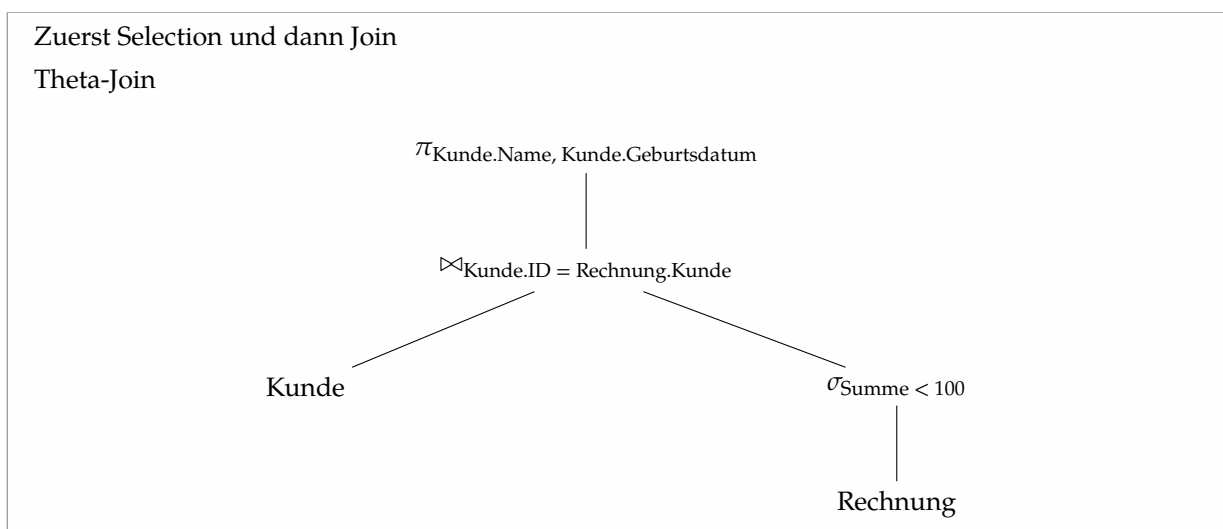 Zuerst Selection und dann Join
Theta-Join
πKunde.Name, Kunde.Geburtsdatum
⋈Kunde.ID = Rechnung.Kunde
Kunde
σSumme < 100
Rechnung